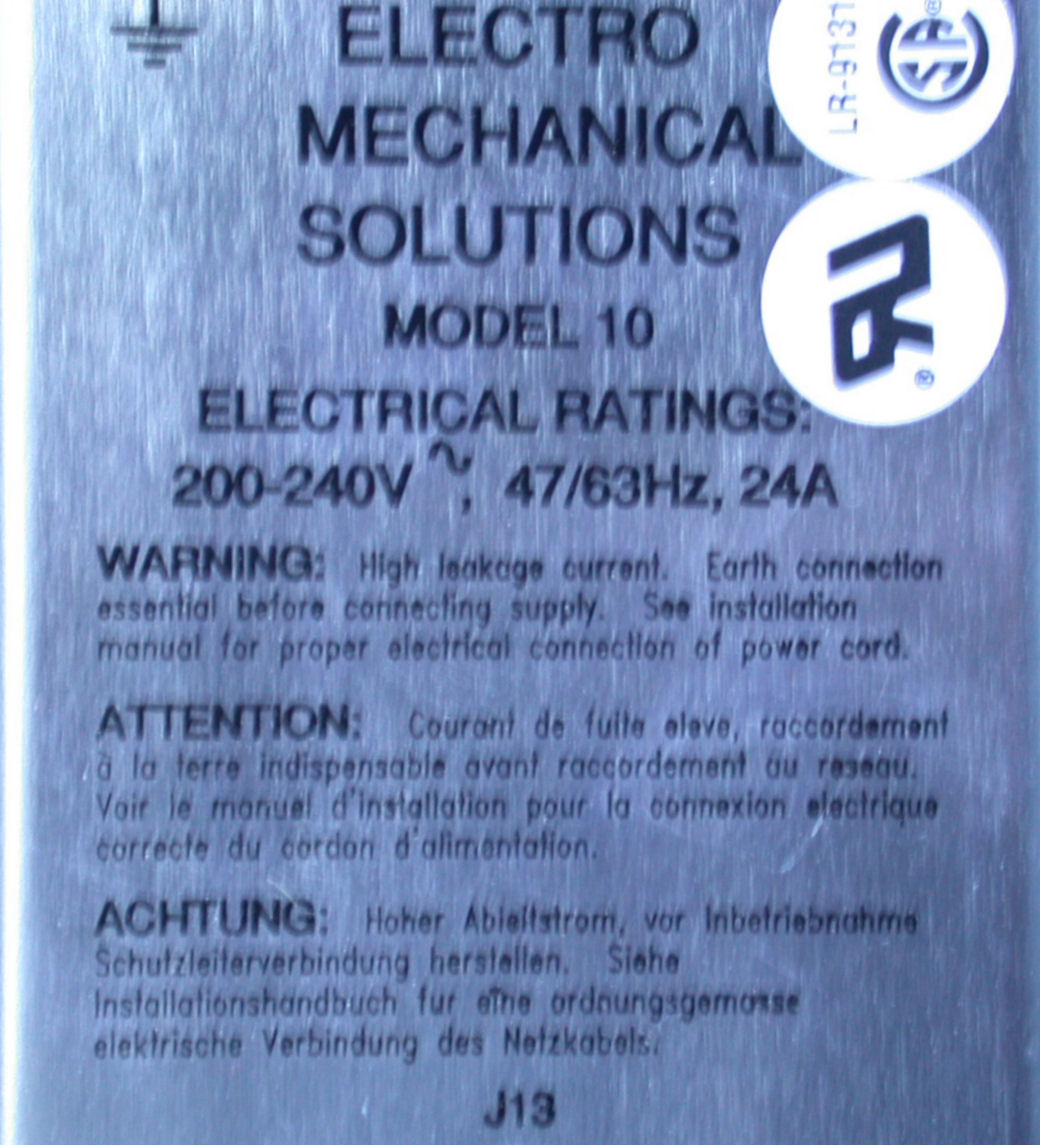 ELECTRO
MECHANICAL
SOLUTIONS
MODEL 10
ELECTRICAL RATINGS:
200-240V ~, 47/63Hz, 24A
WARNING: High leakage current. Earth connection
essential before connecting supply. See installation
manual for proper electrical connection of power cord.
ATTENTION: Courant de fuite eleve, raccordement
à la terre indispensable avant raccordement au reseau.
Voir le manuel d'installation pour la connexion electrique
correcte du cordon d'alimentation.
ACHTUNG: Hoher Ableitstrom, vor Inbetriebnahme
Schutzleiterverbindung herstellen. Siehe
Installationshandbuch fur eine ordnungsgemasse
elektrische Verbindung des Netzkabels.
J13
LR-9131
SA®
RU®